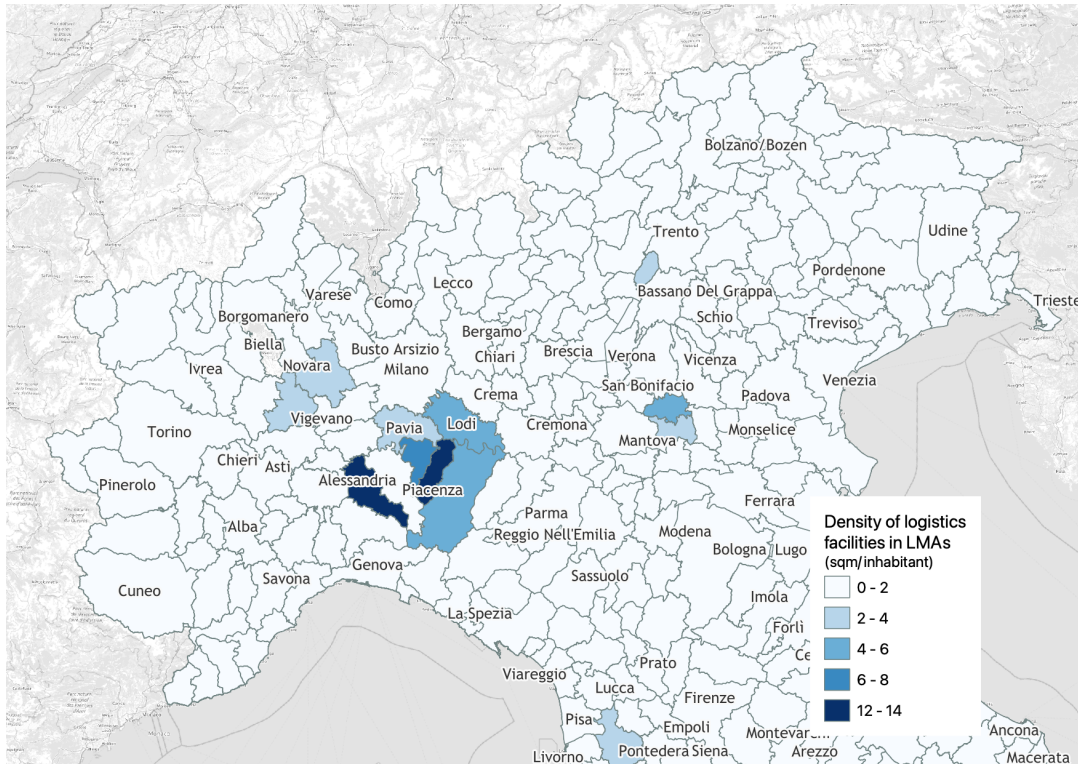 Bolzano/Bozen
Trento
Udine
Pordenone
Bassano Del Grappa
Trieste
Lecco
Varese
Como
Schio
Borgomanero
Treviso
Bergamo
Biella
Busto Arsizio
Chiari
Brescia
Verona
Vicenza
Novara
Ivrea
Milano
Venezia
San Bonifacio
Crema
Padova
Vigevano
Pavia
Lodi
Cremona
Torino
Mantova
Monselice
Chieri
Asti
Pinerolo
Alessandria
Piacenza
Ferrara
Parma
Alba
Reggio Nell'Emilia
Modena
Bologna
Lugo
Genova
Savona
Sassuolo
Cuneo
Imola
La Spezia
Forlì
Ce
Prato
Viareggio
Lucca
Firenze
Pisa
Empoli
Montevarchi
Ancona
Livorno
Pontedera
Siena
Arezzo
Macerata
Density of logistics
facilities in LMAs
(sqm/inhabitant)
0 - 2
2 - 4
4 - 6
6 - 8
12 - 14